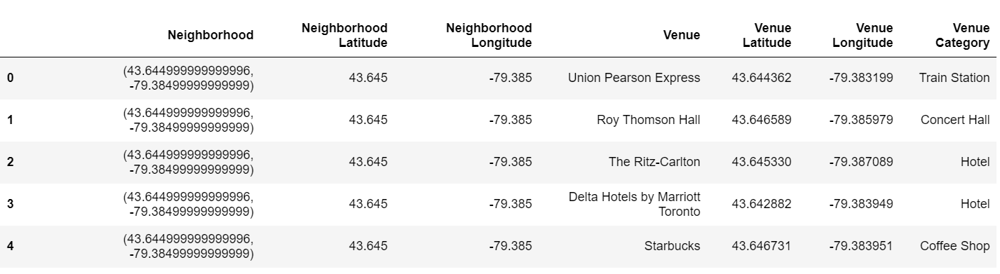 Neighborhood Neighborhood Latitude Neighborhood Longitude Venue Venue Latitude Venue Longitude Venue Category
0 (43.644999999999996, -79.38499999999999) 43.645 -79.385 Union Pearson Express 43.644362 -79.383199 Train Station
1 (43.644999999999996, -79.38499999999999) 43.645 -79.385 Roy Thomson Hall 43.646589 -79.385979 Concert Hall
2 (43.644999999999996, -79.38499999999999) 43.645 -79.385 The Ritz-Carlton 43.645330 -79.387089 Hotel
3 (43.644999999999996, -79.38499999999999) 43.645 -79.385 Delta Hotels by Marriott Toronto 43.642882 -79.383949 Hotel
4 (43.644999999999996, -79.38499999999999) 43.645 -79.385 Starbucks 43.646731 -79.383951 Coffee Shop